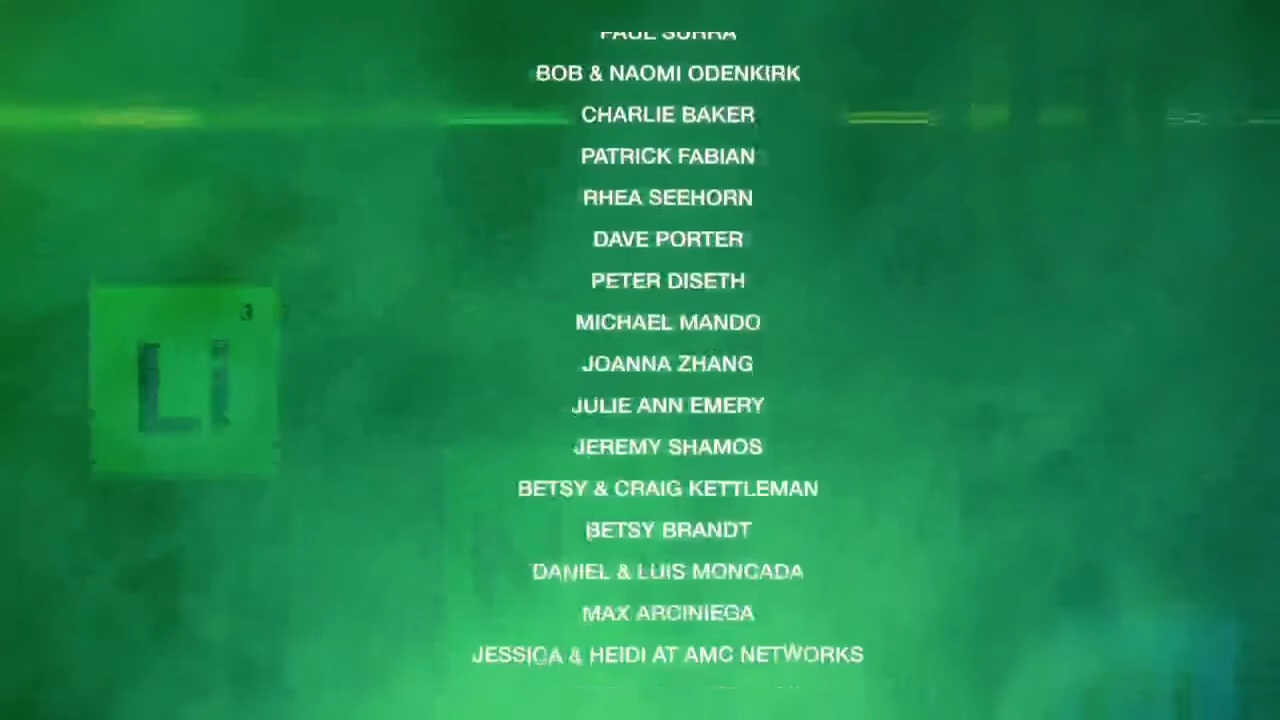 BOB & NAOMI ODENKIRK
CHARLIE BAKER
PATRICK FABIAN
RHEA SEEHORN
DAVE PORTER
PETER DISETH
MICHAEL MANDO
3
Li
JOANNA ZHANG
JULIE ANN EMERY
JEREMY SHAMOS
BETSY & CRAIG KETTLEMAN
BETSY BRANDT
DANIEL & LUIS MONCADA
MAX ARCINIEGA
JESSICA & HEIDI AT AMC NETWORKS